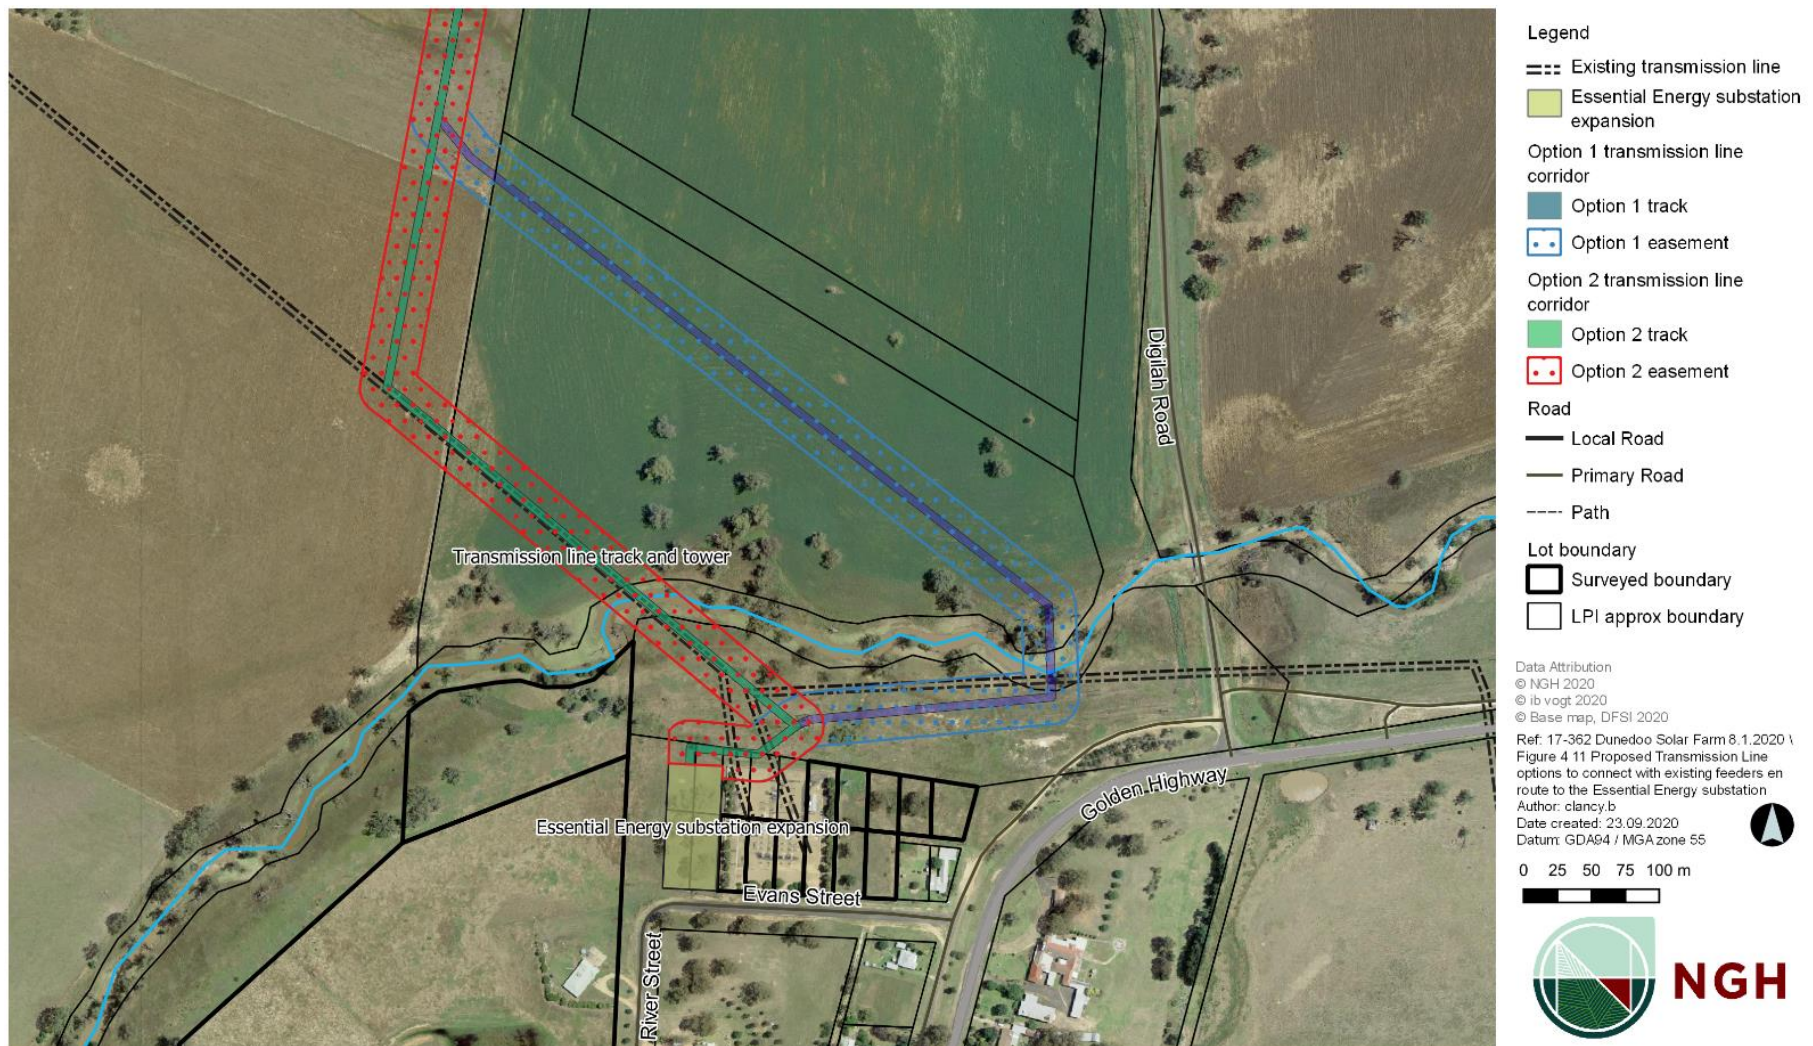 Digilah Road
Transmission line track and tower
Golden Highway
Essential Energy substation expansion
Evans Street
River Street
Legend
Existing transmission line
Essential Energy substation
expansion
Option 1 transmission line
corridor
Option 1 track
Option 1 easement
Option 2 transmission line
corridor
Option 2 track
Option 2 easement
Road
Local Road
Primary Road
Path
Lot boundary
Surveyed boundary
LPI approx boundary
Data Attribution
© NGH 2020
© ib vogt 2020
© Base map, DFSI 2020
Ref: 17-362 Dunedoo Solar Farm 8.1.2020 \
Figure 4 11 Proposed Transmission Line
options to connect with existing feeders en
route to the Essential Energy substation
Author: clancy.b
Date created: 23.09.2020
Datum: GDA94 / MGA zone 55
0 25 50 75 100 m
NGH